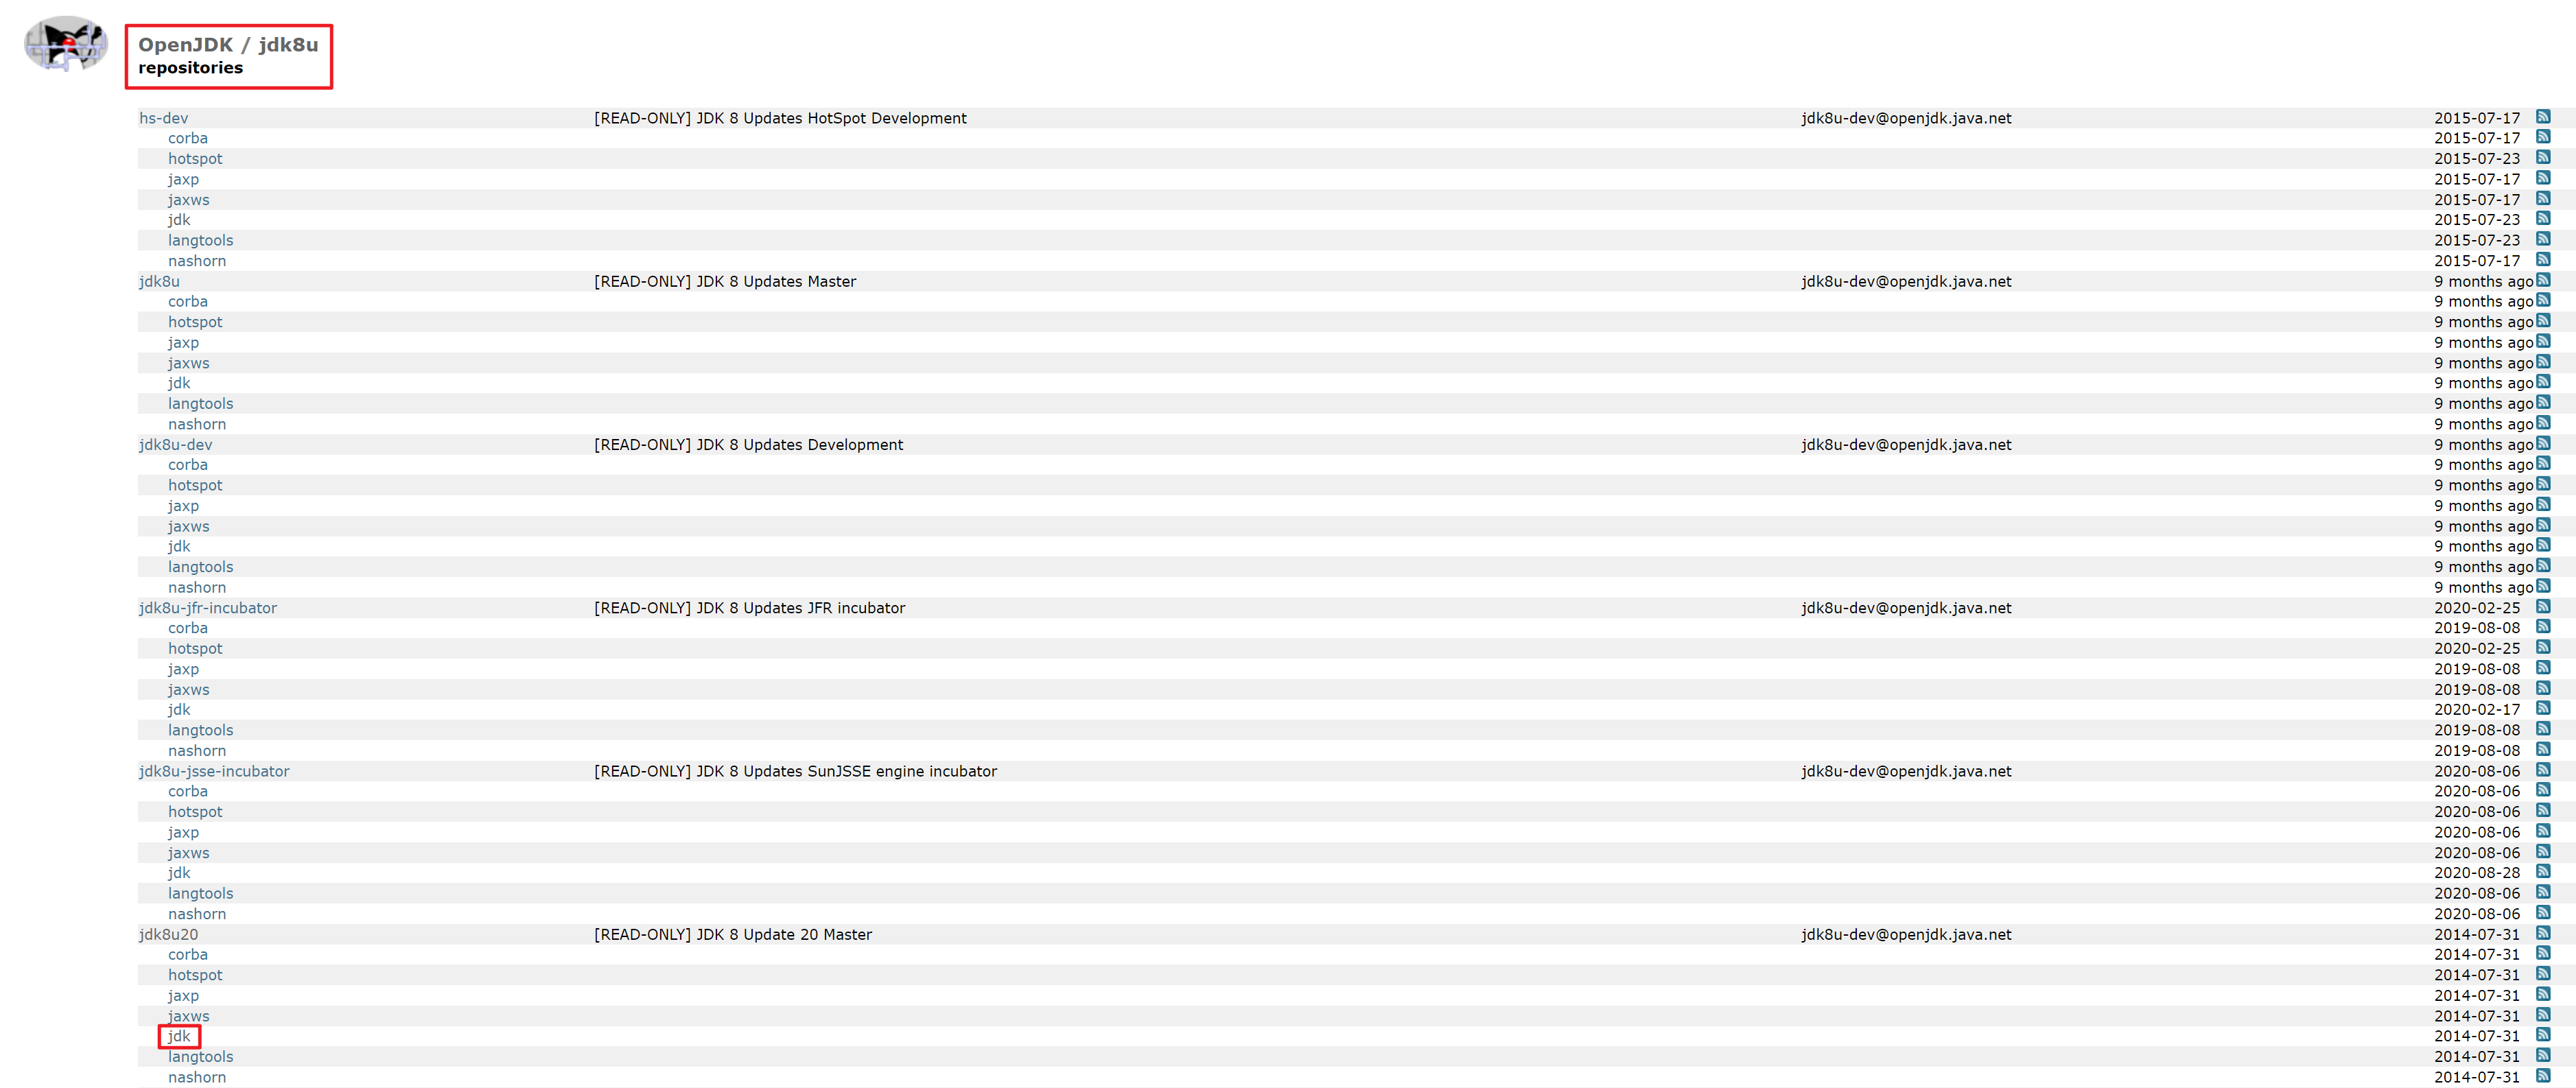 OpenJDK / jdk8u
repositories
hs-dev [READ-ONLY] JDK 8 Updates HotSpot Development jdk8u-dev@openjdk.java.net 2015-07-17
corba 2015-07-17
hotspot 2015-07-23
jaxp 2015-07-17
jaxws 2015-07-17
jdk 2015-07-23
langtools 2015-07-23
nashorn 2015-07-17
jdk8u [READ-ONLY] JDK 8 Updates Master jdk8u-dev@openjdk.java.net 9 months ago
corba 9 months ago
hotspot 9 months ago
jaxp 9 months ago
jaxws 9 months ago
jdk 9 months ago
langtools 9 months ago
nashorn 9 months ago
jdk8u-dev [READ-ONLY] JDK 8 Updates Development jdk8u-dev@openjdk.java.net 9 months ago
corba 9 months ago
hotspot 9 months ago
jaxp 9 months ago
jaxws 9 months ago
jdk 9 months ago
langtools 9 months ago
nashorn 9 months ago
jdk8u-jfr-incubator [READ-ONLY] JDK 8 Updates JFR incubator jdk8u-dev@openjdk.java.net 2020-02-25
corba 2019-08-08
hotspot 2020-02-25
jaxp 2019-08-08
jaxws 2019-08-08
jdk 2020-02-17
langtools 2019-08-08
nashorn 2019-08-08
jdk8u-jsse-incubator [READ-ONLY] JDK 8 Updates SunJSSE engine incubator jdk8u-dev@openjdk.java.net 2020-08-06
corba 2020-08-06
hotspot 2020-08-06
jaxp 2020-08-06
jaxws 2020-08-06
jdk 2020-08-28
langtools 2020-08-06
nashorn 2020-08-06
jdk8u20 [READ-ONLY] JDK 8 Update 20 Master jdk8u-dev@openjdk.java.net 2014-07-31
corba 2014-07-31
hotspot 2014-07-31
jaxp 2014-07-31
jaxws 2014-07-31
jdk 2014-07-31
langtools 2014-07-31
nashorn 2014-07-31